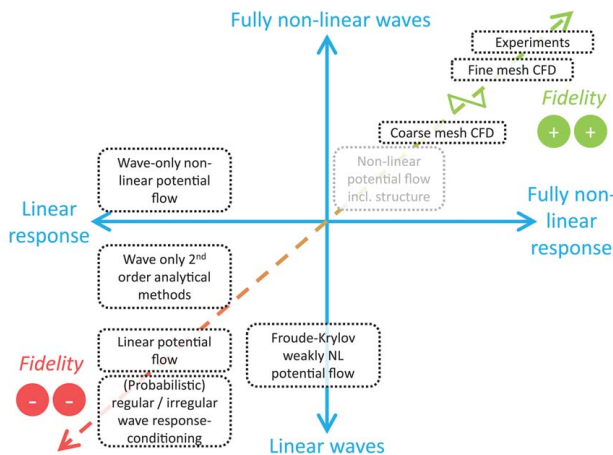 Fully non-linear waves
Experiments
Fine mesh CFD
Fidelity
+ +
Coarse mesh CFD
Wave-only non-
linear potential
flow
Non-linear
potential flow
incl. structure
Linear
response
Fully non-
linear
response
Wave only 2nd
order analytical
methods
Linear potential
flow
Froude-Krylov
weakly NL
potential flow
Fidelity
- -
(Probabilistic)
regular / irregular
wave response-
conditioning
Linear waves